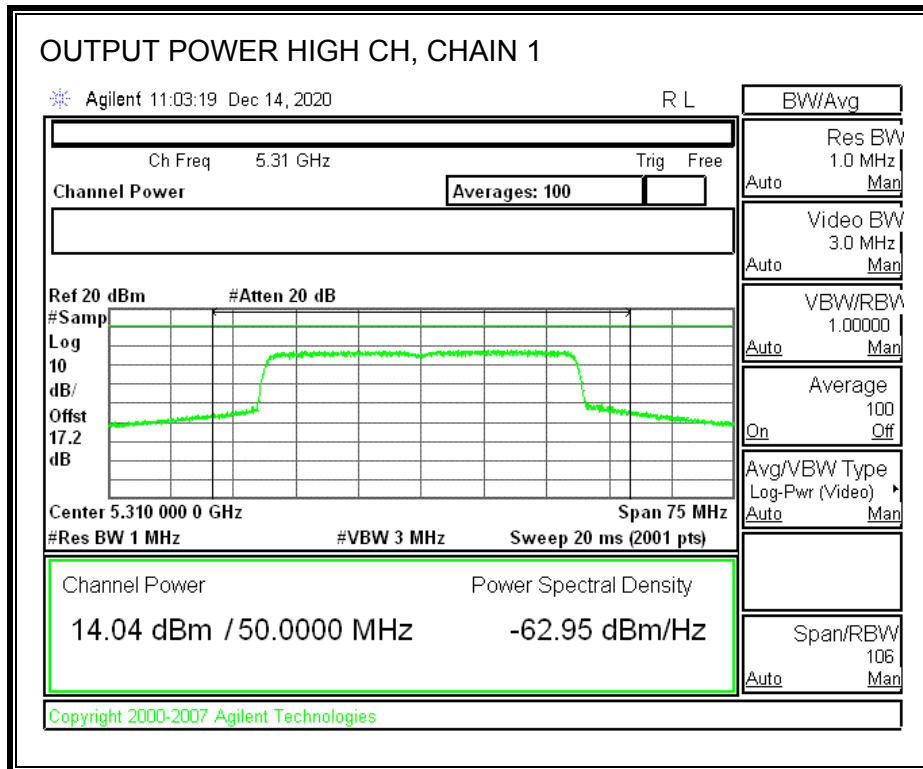 OUTPUT POWER HIGH CH, CHAIN 1
Agilent 11:03:19 Dec 14, 2020 R L
Ch Freq 5.31 GHz Trig Free
Channel Power Averages: 100
Ref 20 dBm #Atten 20 dB
#Samp
Log
10
dB/
Offst
17.2
dB
Center 5.310 000 0 GHz Span 75 MHz
#Res BW 1 MHz #VBW 3 MHz Sweep 20 ms (2001 pts)
Channel Power Power Spectral Density
14.04 dBm / 50.0000 MHz -62.95 dBm/Hz
Copyright 2000-2007 Agilent Technologies
BW/Avg
Res BW
1.0 MHz
Auto Man
Video BW
3.0 MHz
Auto Man
VBW/RBW
1.00000
Auto Man
Average
100
On Off
Avg/VBW Type
Log-Pwr (Video)
Auto Man
Span/RBW
106
Auto Man